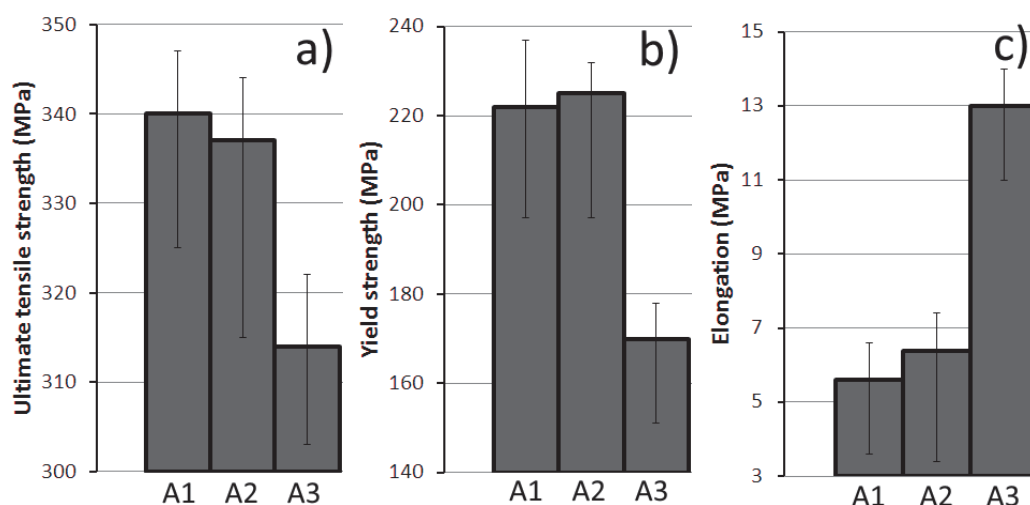 a)
Ultimate tensile strength (MPa)
350
340
330
320
310
300
A1 A2 A3
b)
Yield strength (MPa)
240
220
200
180
160
140
A1 A2 A3
c)
Elongation (MPa)
15
13
11
9
7
5
3
A1 A2 A3